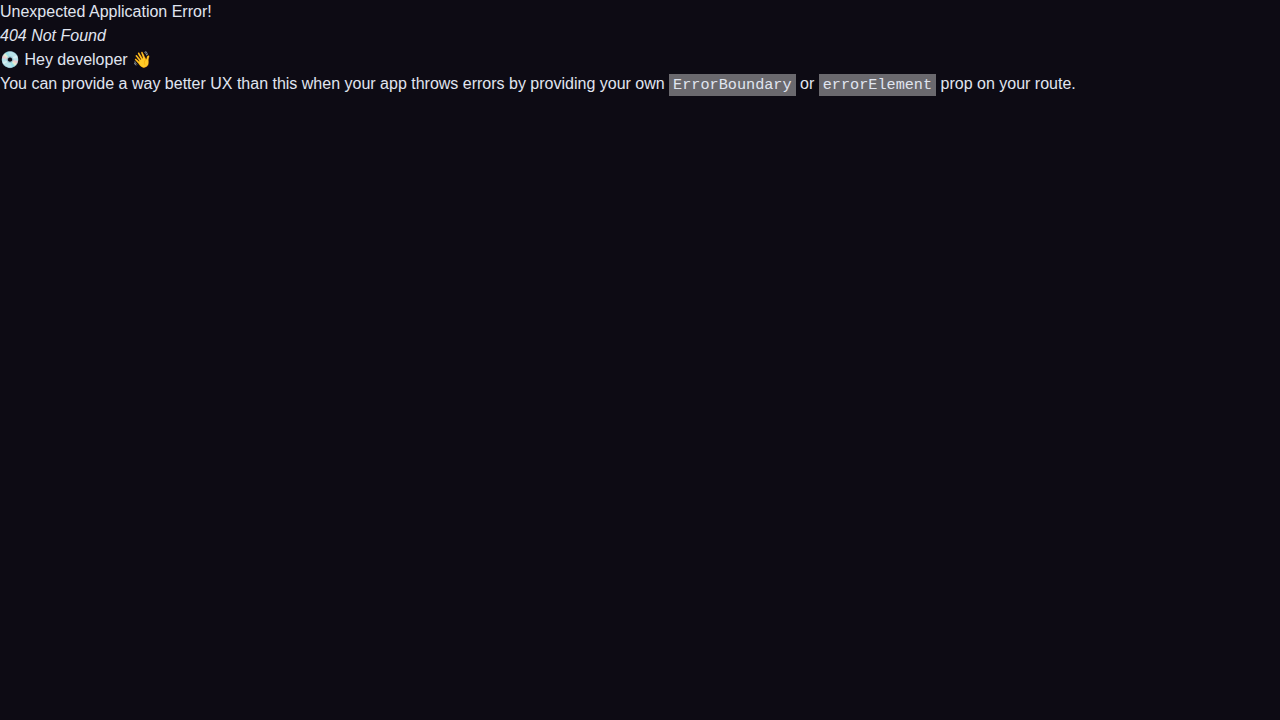 Unexpected Application Error!
404 Not Found
💿 Hey developer 👋
You can provide a way better UX than this when your app throws errors by providing your own ErrorBoundary or errorElement prop on your route.